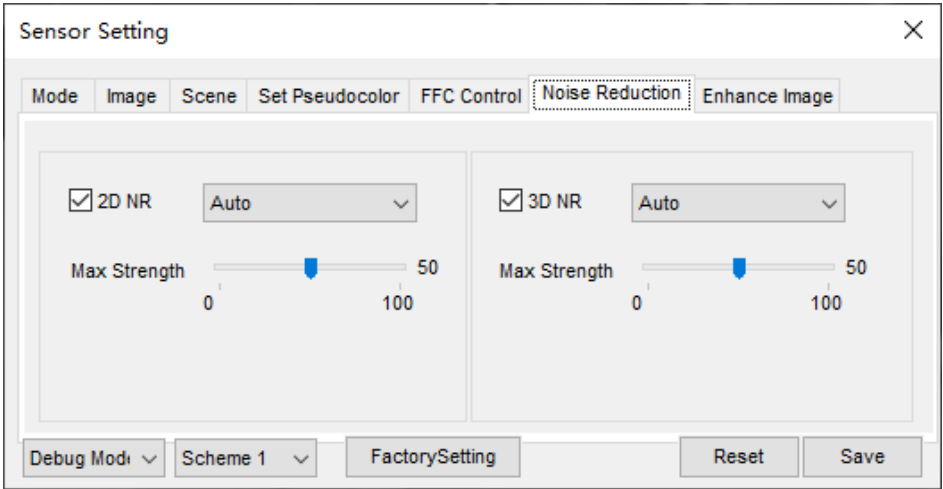 Sensor Setting
Mode Image Scene Set Pseudocolor FFC Control Noise Reduction Enhance Image
2D NR Auto
Max Strength 50
0 100
3D NR Auto
Max Strength 50
0 100
Debug Mod Scheme 1 FactorySetting Reset Save